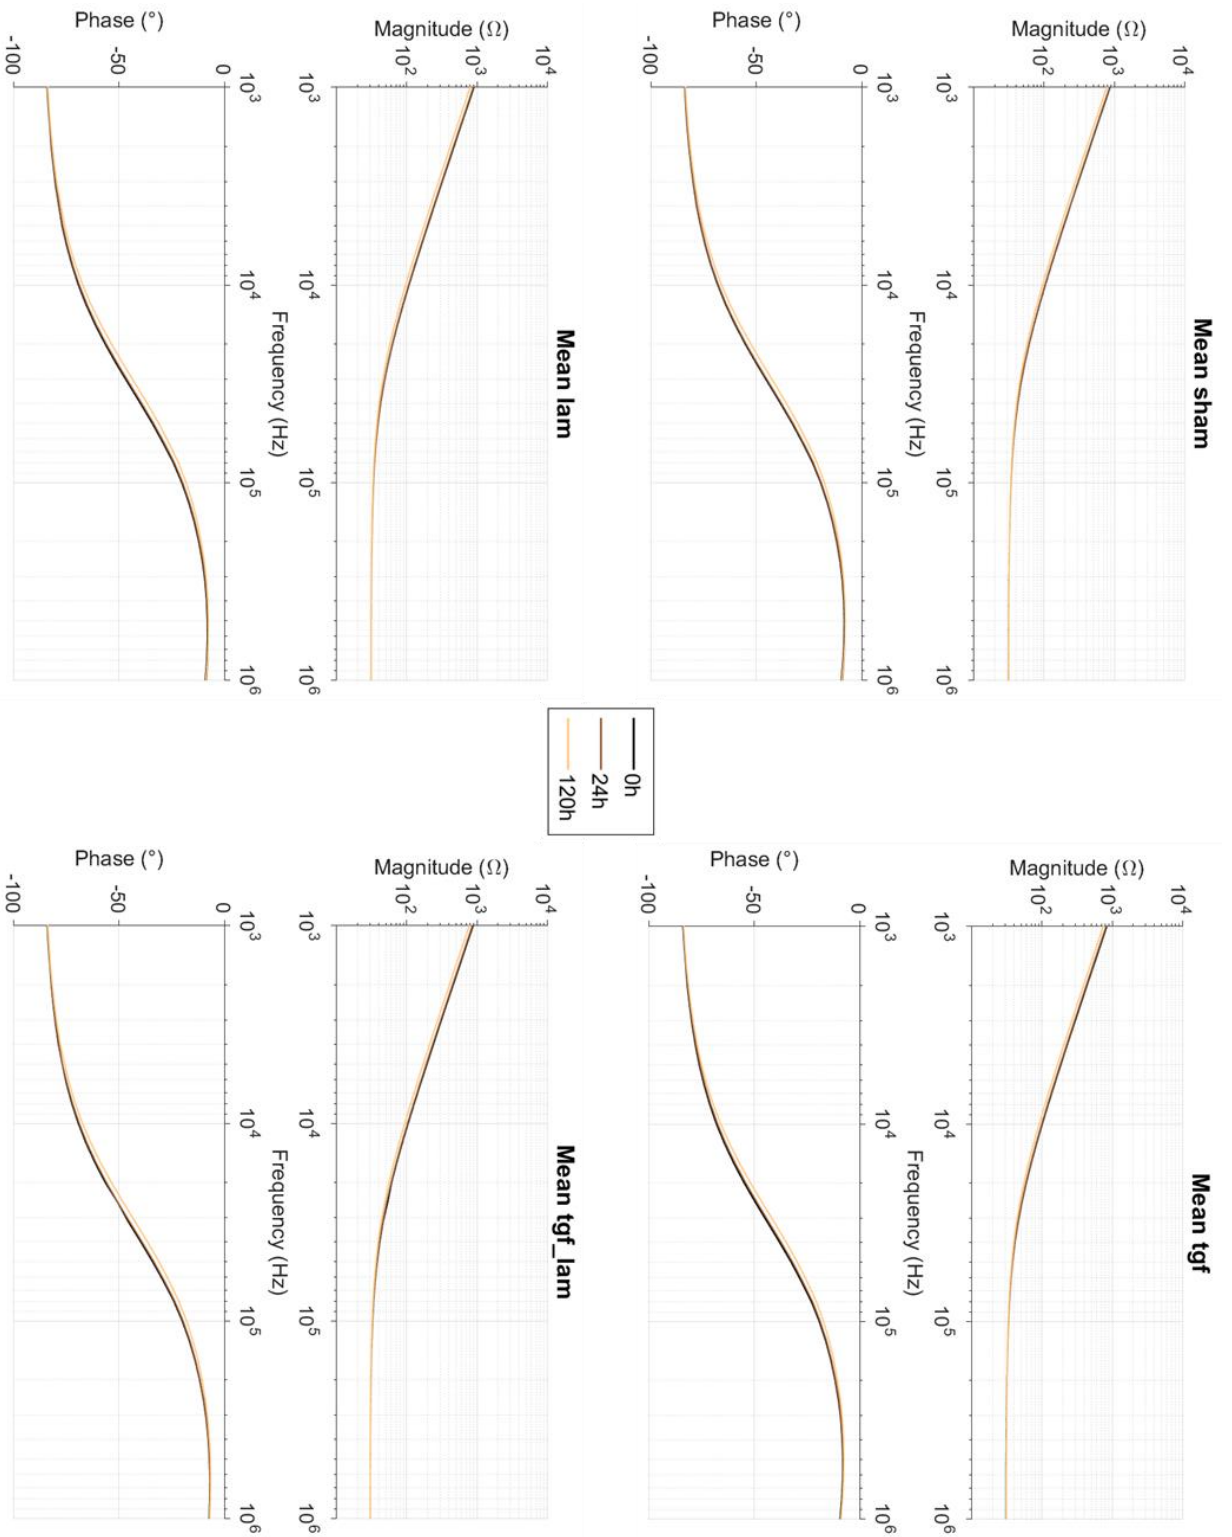 Mean sham
Magnitude (Ω)
10^4
10^3
10^2
10^3
10^4
10^5
10^6
Phase (°)
0
-50
-100
10^3
10^4
10^5
10^6
Frequency (Hz)
Mean tgf
Magnitude (Ω)
10^4
10^3
10^2
10^3
10^4
10^5
10^6
Phase (°)
0
-50
-100
10^3
10^4
10^5
10^6
Frequency (Hz)
0h
24h
120h
Mean lam
Magnitude (Ω)
10^4
10^3
10^2
10^3
10^4
10^5
10^6
Phase (°)
0
-50
-100
10^3
10^4
10^5
10^6
Frequency (Hz)
Mean tgf_lam
Magnitude (Ω)
10^4
10^3
10^2
10^3
10^4
10^5
10^6
Phase (°)
0
-50
-100
10^3
10^4
10^5
10^6
Frequency (Hz)